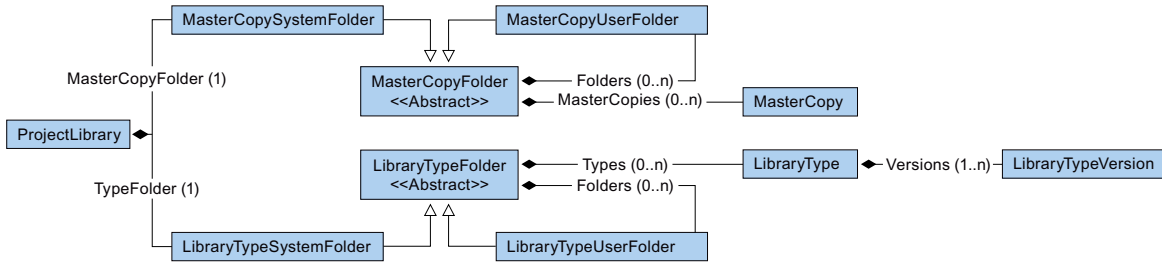 MasterCopySystemFolder
MasterCopyUserFolder
MasterCopyFolder (1)
MasterCopyFolder
<<Abstract>>
Folders (0..n)
MasterCopies (0..n)
MasterCopy
ProjectLibrary
LibraryTypeFolder
<<Abstract>>
Types (0..n)
LibraryType
Versions (1..n)
LibraryTypeVersion
Folders (0..n)
TypeFolder (1)
LibraryTypeSystemFolder
LibraryTypeUserFolder